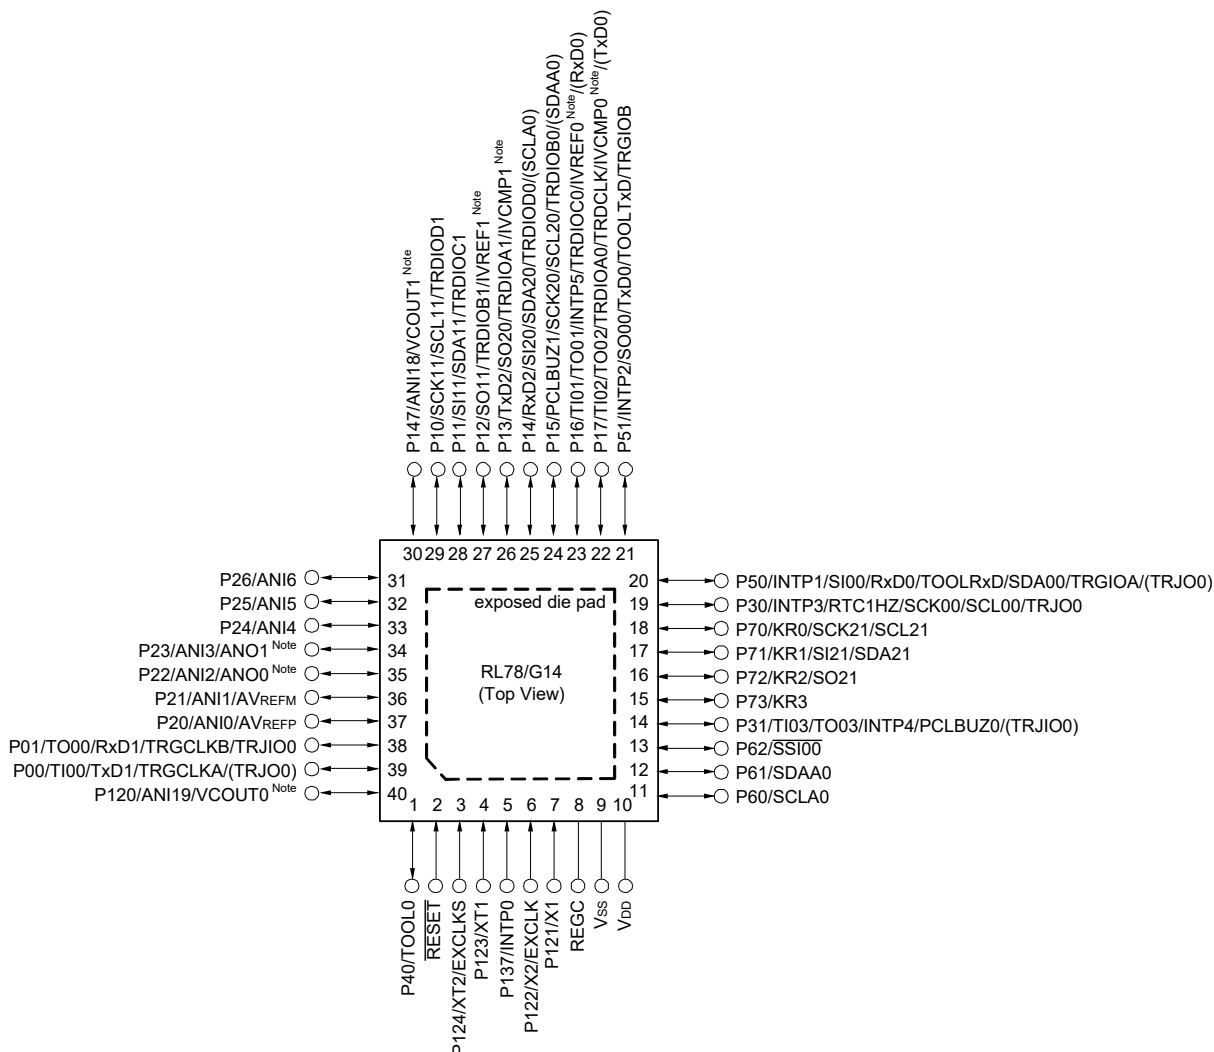 P147/ANI18/VCOUT1 Note
P10/SCK11/SCL11/TRDIOD1
P11/SI11/SDA11/TRDIOC1
P12/SO11/TRDIOB1/IVREF1 Note
P13/TxD2/SO20/TRDIOA1/IVCMP1 Note
P14/RxD2/SI20/SDA20/TRDIOD0/(SCLA0)
P15/PCLBUZ1/SCK20/SCL20/TRDIOB0/(SDAA0)
P16/TI01/TO01/INTP5/TRDIOC0/IVREF0 Note/(RxD0)
P17/TI02/TO02/TRDIOA0/TRDCLK/IVCMP0 Note/(TxD0)
P51/INTP2/SO00/TxD0/TOOLTxD/TRGIOB
30 29 28 27 26 25 24 23 22 21
P26/ANI6 31
P25/ANI5 32
P24/ANI4 33
P23/ANI3/ANO1 Note 34
P22/ANI2/ANO0 Note 35
P21/ANI1/AVREFM 36
P20/ANI0/AVREFP 37
P01/TO00/RxD1/TRGCLKB/TRJIO0 38
P00/TI00/TxD1/TRGCLKA/(TRJO0) 39
P120/ANI19/VCOUT0 Note 40
exposed die pad
RL78/G14
(Top View)
20 P50/INTP1/SI00/RxD0/TOOLRxD/SDA00/TRGIOA/(TRJO0)
19 P30/INTP3/RTC1HZ/SCK00/SCL00/TRJO0
18 P70/KR0/SCK21/SCL21
17 P71/KR1/SI21/SDA21
16 P72/KR2/SO21
15 P73/KR3
14 P31/TI03/TO03/INTP4/PCLBUZ0/(TRJIO0)
13 P62/SSI00
12 P61/SDAA0
11 P60/SCLA0
1 2 3 4 5 6 7 8 9 10
P40/TOOL0
RESET
P124/XT2/EXCLKS
P123/XT1
P137/INTP0
P122/X2/EXCLK
P121/X1
REGC
VSS
VDD